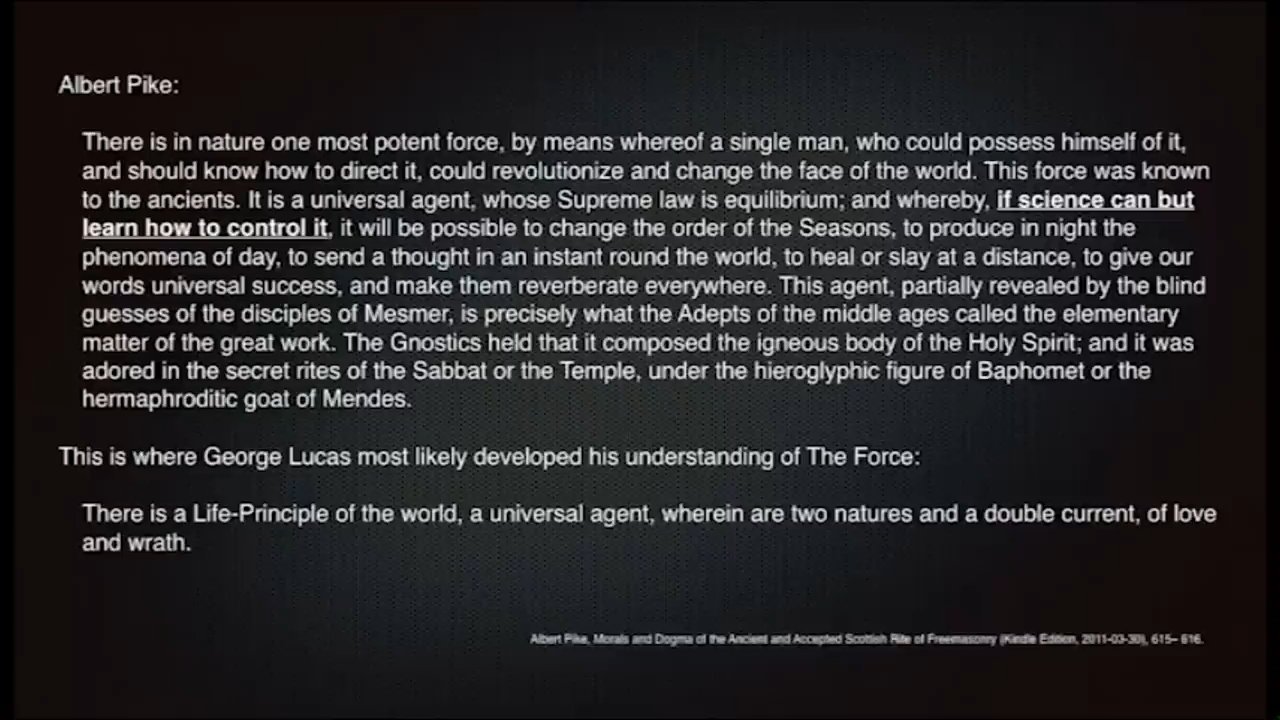 Albert Pike:
There is in nature one most potent force, by means whereof a single man, who could possess himself of it,
and should know how to direct it, could revolutionize and change the face of the world. This force was known
to the ancients. It is a universal agent, whose Supreme law is equilibrium; and whereby, if science can but
learn how to control it, it will be possible to change the order of the Seasons, to produce in night the
phenomena of day, to send a thought in an instant round the world, to heal or slay at a distance, to give our
words universal success, and make them reverberate everywhere. This agent, partially revealed by the blind
guesses of the disciples of Mesmer, is precisely what the Adepts of the middle ages called the elementary
matter of the great work. The Gnostics held that it composed the igneous body of the Holy Spirit; and it was
adored in the secret rites of the Sabbat or the Temple, under the hieroglyphic figure of Baphomet or the
hermaphroditic goat of Mendes.
This is where George Lucas most likely developed his understanding of The Force:
There is a Life-Principle of the world, a universal agent, wherein are two natures and a double current, of love
and wrath.
Albert Pike, Morals and Dogma of the Ancient and Accepted Scottish Rite of Freemasonry (Kindle Edition, 2011-03-30), 615– 616.